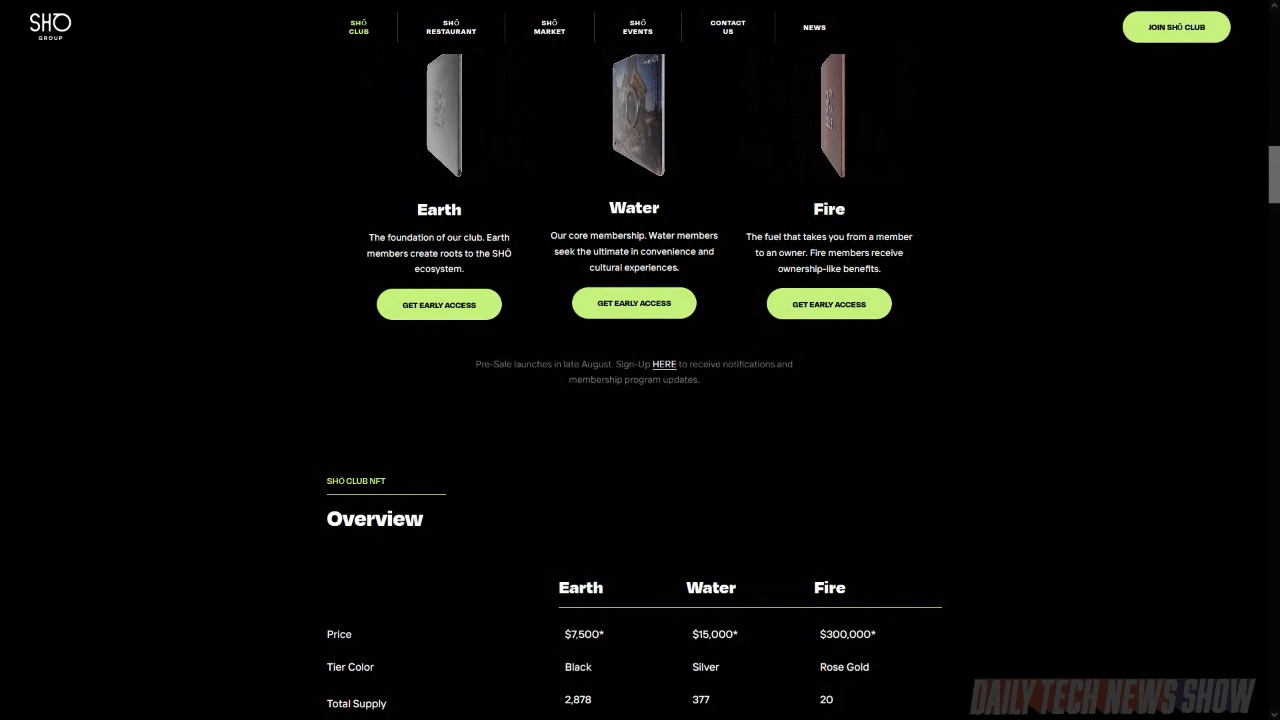 SHŌ
GROUP
SHŌ
CLUB
SHŌ
RESTAURANT
SHŌ
MARKET
SHŌ
EVENTS
CONTACT
US
NEWS
JOIN SHŌ CLUB
Earth
The foundation of our club. Earth
members create roots to the SHŌ
ecosystem.
GET EARLY ACCESS
Water
Our core membership. Water members
seek the ultimate in convenience and
cultural experiences.
GET EARLY ACCESS
Fire
The fuel that takes you from a member
to an owner. Fire members receive
ownership-like benefits.
GET EARLY ACCESS
Pre-Sale launches in late August. Sign-Up HERE to receive notifications and
membership program updates.
SHŌ CLUB NFT
Overview
Earth Water Fire
Price $7,500* $15,000* $300,000*
Tier Color Black Silver Rose Gold
Total Supply 2,878 377 20
DAILY TECH NEWS SHOW